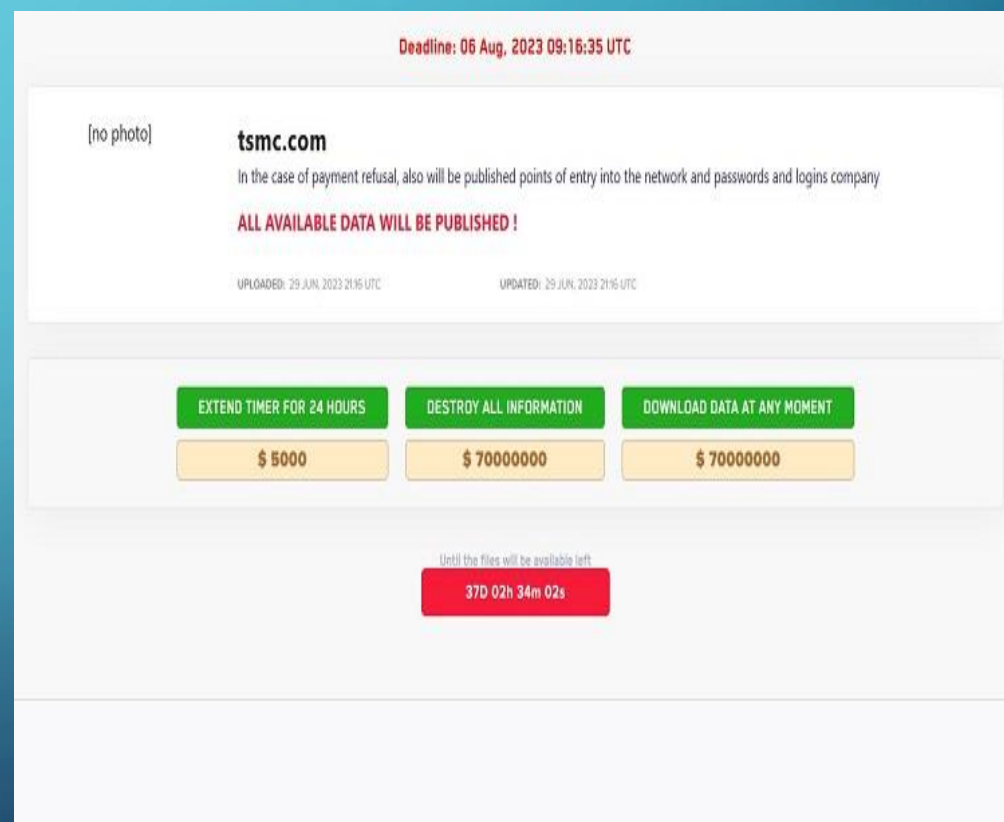 Deadline: 06 Aug, 2023 09:16:35 UTC
[no photo]
tsmc.com
In the case of payment refusal, also will be published points of entry into the network and passwords and logins company
ALL AVAILABLE DATA WILL BE PUBLISHED !
UPLOADED: 29 JUN, 2023 21:16 UTC UPDATED: 29 JUN, 2023 21:16 UTC
EXTEND TIMER FOR 24 HOURS DESTROY ALL INFORMATION DOWNLOAD DATA AT ANY MOMENT
$ 5000 $ 70000000 $ 70000000
Until the files will be available left
37D 02h 34m 02s